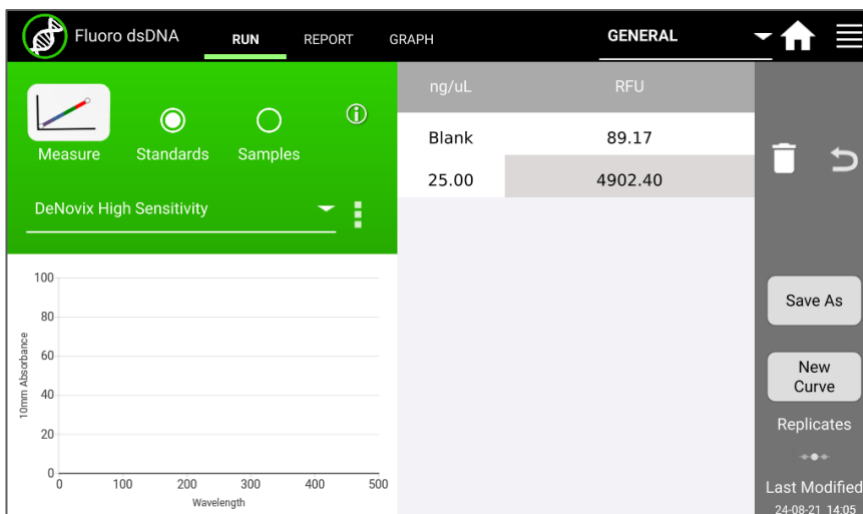 Fluoro dsDNA RUN REPORT GRAPH GENERAL
Measure Standards Samples
DeNovix High Sensitivity
ng/uL RFU
Blank 89.17
25.00 4902.40
100
80
60
40
20
0
10mm Absorbance
0 100 200 300 400 500
Wavelength
Save As
New
Curve
Replicates
Last Modified
24-08-21 14:05